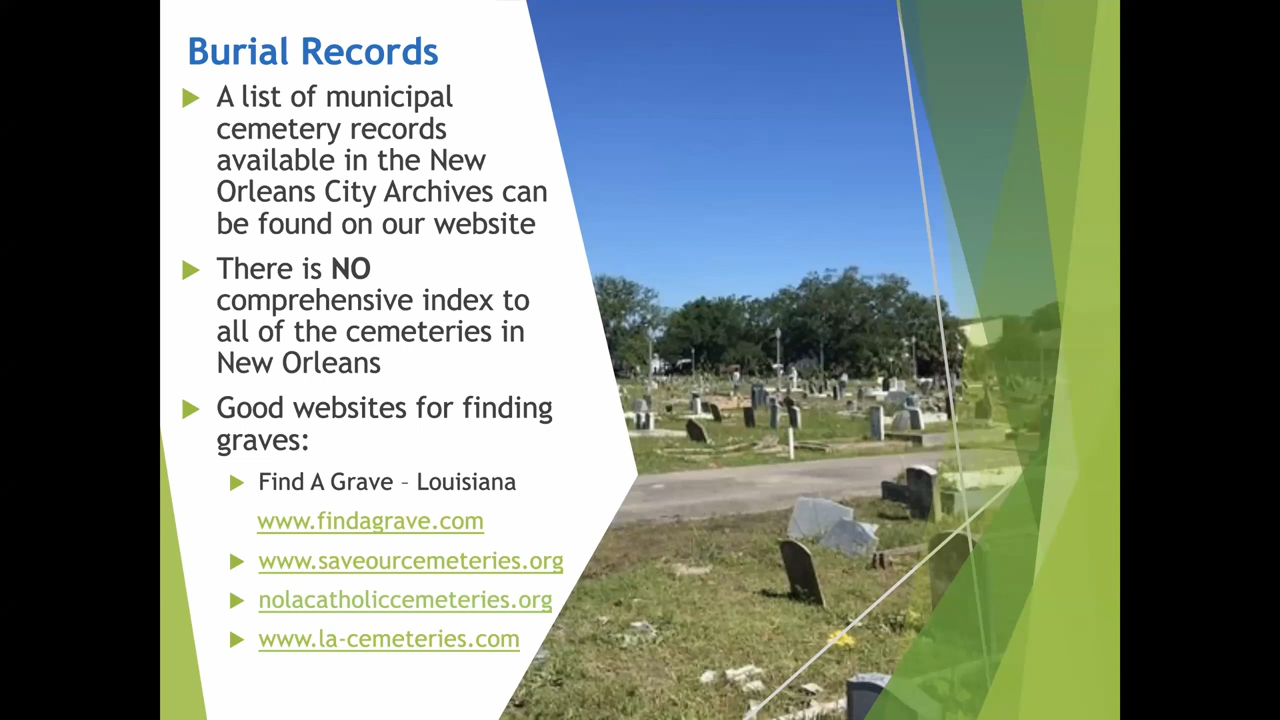 Burial Records
A list of municipal
cemetery records
available in the New
Orleans City Archives can
be found on our website
There is NO
comprehensive index to
all of the cemeteries in
New Orleans
Good websites for finding
graves:
Find A Grave – Louisiana
www.findagrave.com
www.saveourcemeteries.org
nolacatholiccemeteries.org
www.la-cemeteries.com